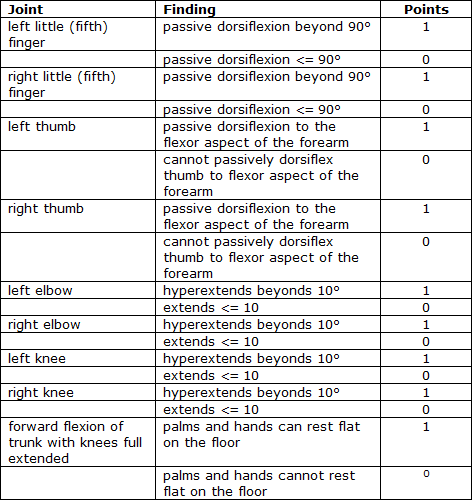 Joint Finding Points
left little (fifth) passive dorsiflexion beyond 90° 1
finger
passive dorsiflexion <= 90° 0
right little (fifth) passive dorsiflexion beyond 90° 1
finger
passive dorsiflexion <= 90° 0
left thumb passive dorsiflexion to the 1
flexor aspect of the forearm
cannot passively dorsiflex 0
thumb to flexor aspect of the
forearm
right thumb passive dorsiflexion to the 1
flexor aspect of the forearm
cannot passively dorsiflex 0
thumb to flexor aspect of the
forearm
left elbow hyperextends beyonds 10° 1
extends <= 10 0
right elbow hyperextends beyonds 10° 1
extends <= 10 0
left knee hyperextends beyonds 10° 1
extends <= 10 0
right knee hyperextends beyonds 10° 1
extends <= 10 0
forward flexion of palms and hands can rest flat 1
trunk with knees full on the floor
extended
palms and hands cannot rest 0
flat on the floor